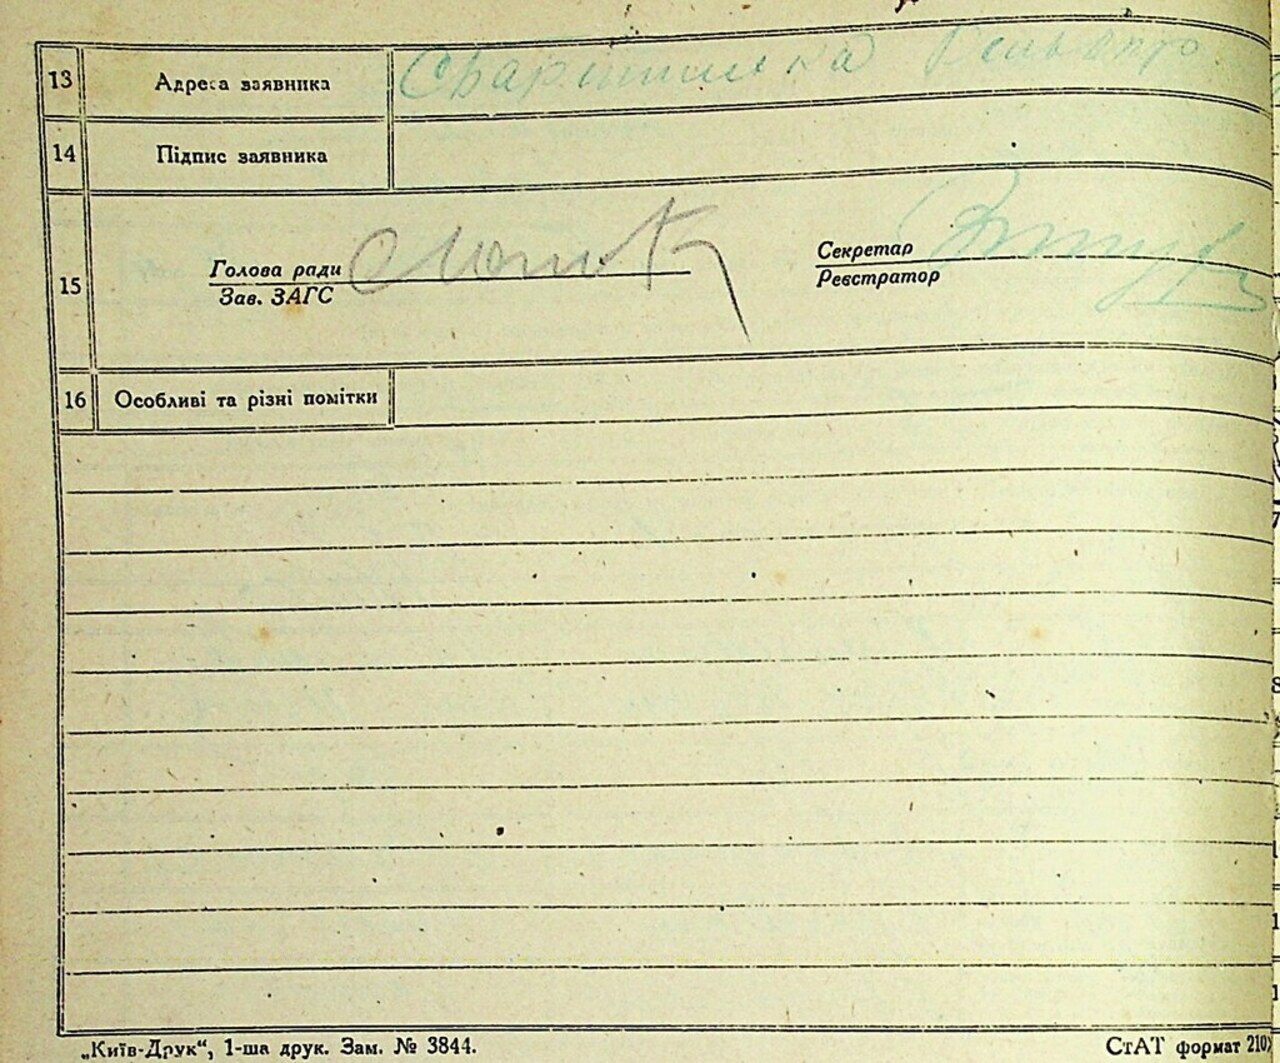 13 Адреса заявника
14 Підпис заявника
15 Голова ради Секретар
Зав. ЗАГС Реєстратор
16 Особливі та різні помітки
„Київ-Друк“, 1-ша друк. Зам. № 3844. СтАТ формат 210